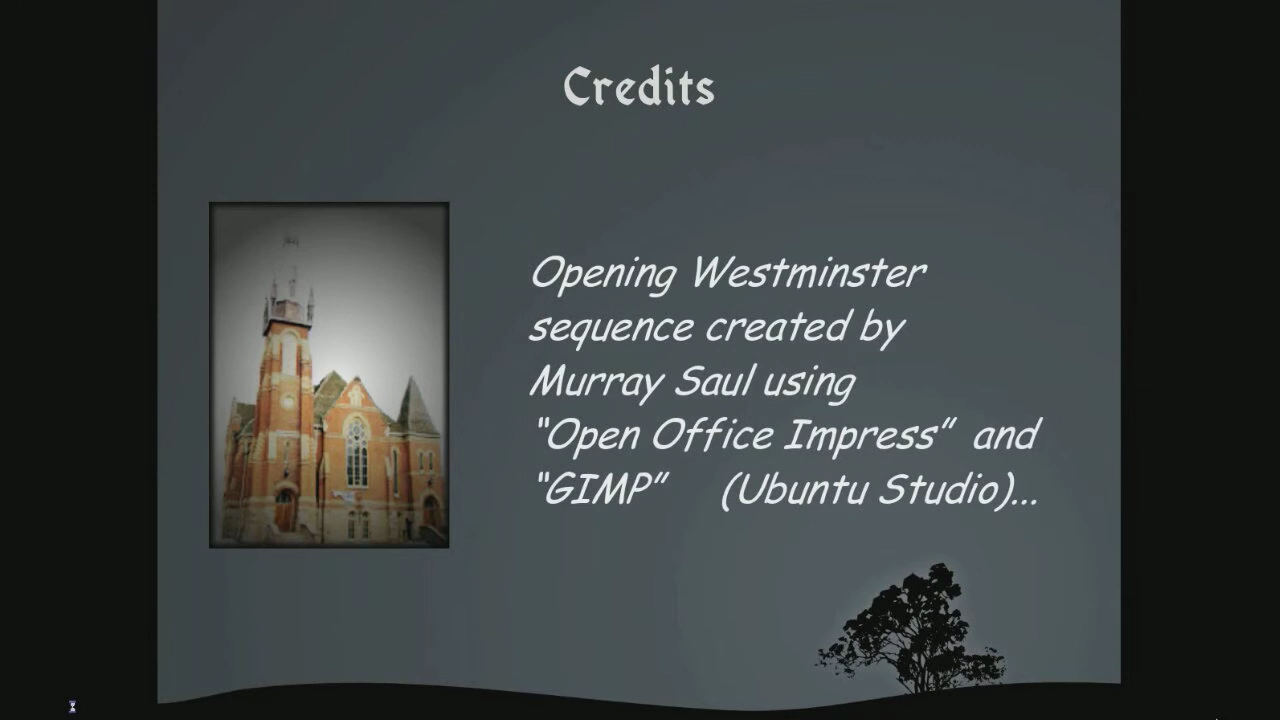 Credits
Opening Westminster
sequence created by
Murray Saul using
“Open Office Impress” and
“GIMP” (Ubuntu Studio)...